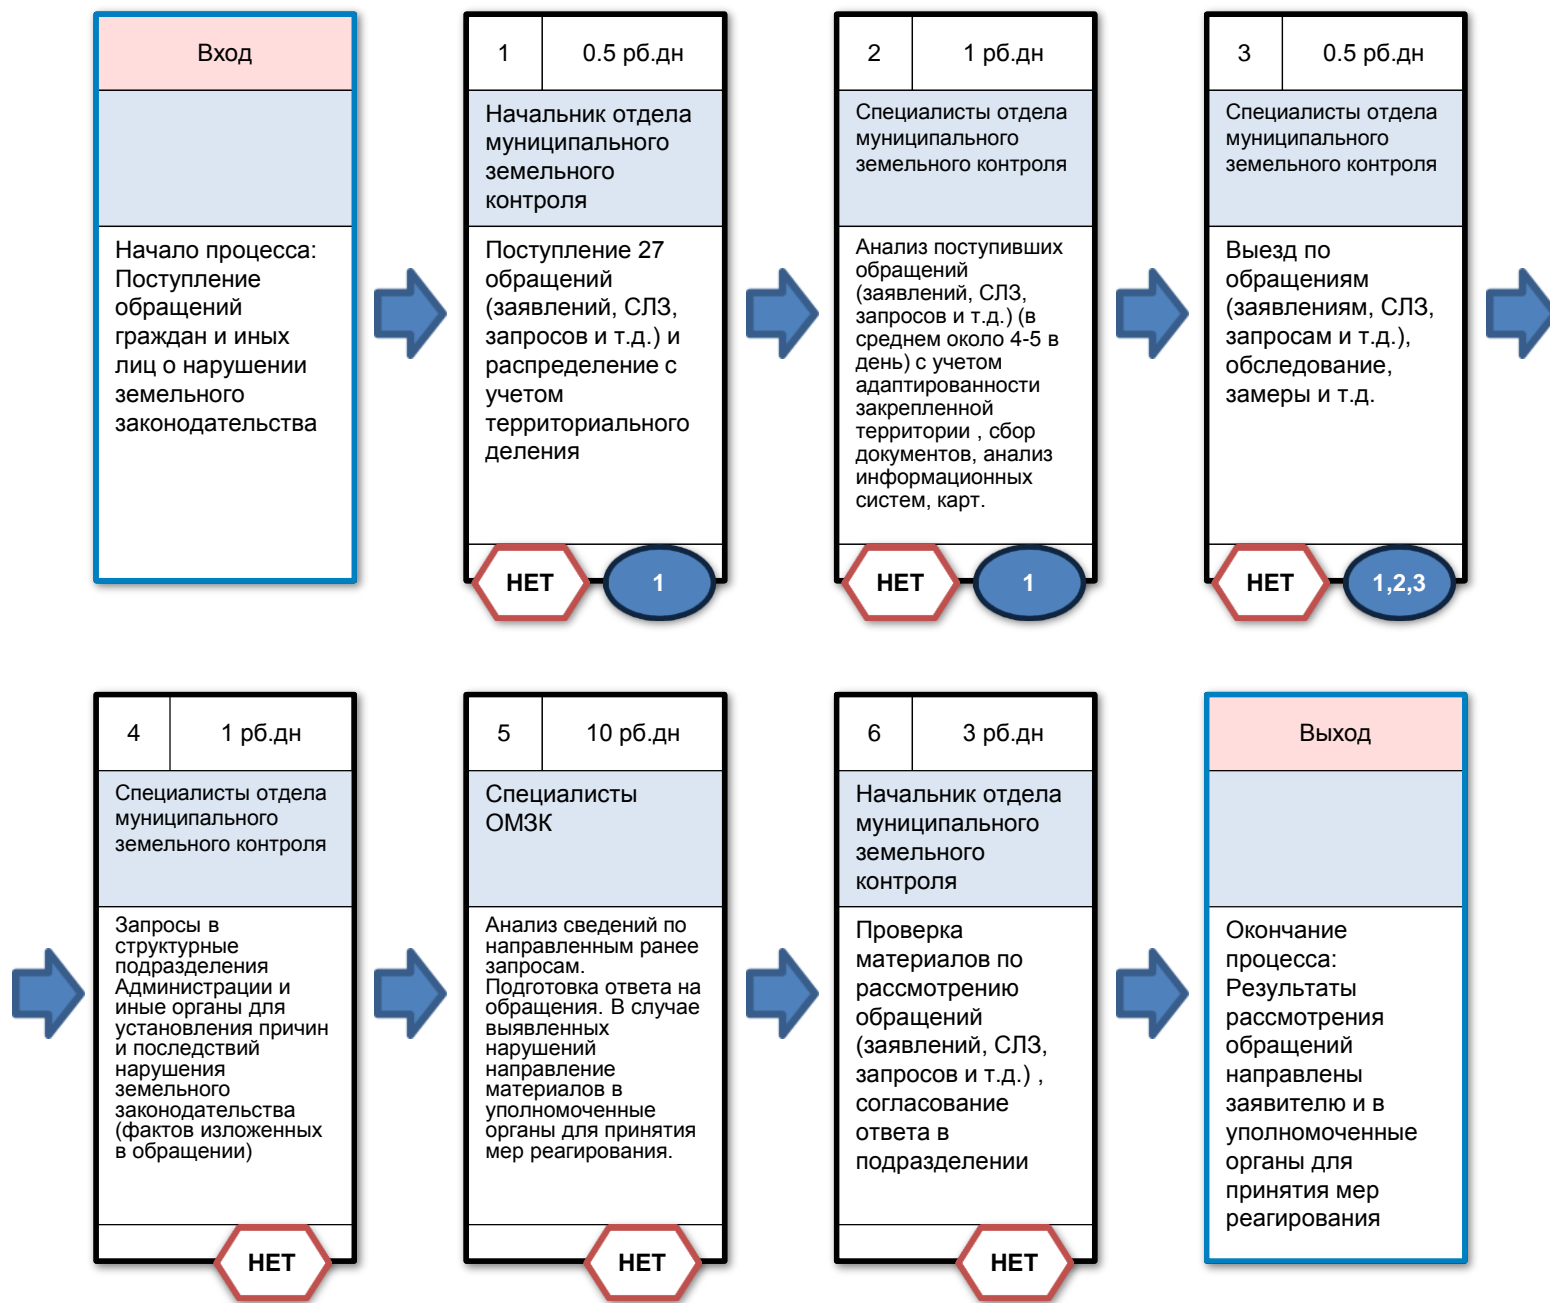 Вход
Начало процесса:
Поступление
обращений
граждан и иных
лиц о нарушении
земельного
законодательства
1
0.5 рб.дн
Начальник отдела
муниципального
земельного
контроля
Поступление 27
обращений
(заявлений, СЛЗ,
запросов и т.д.) и
распределение с
учетом
территориального
деления
НЕТ
1
2
1 рб.дн
Специалисты отдела
муниципального
земельного контроля
Анализ поступивших
обращений
(заявлений, СЛЗ,
запросов и т.д.) (в
среднем около 4-5 в
день) с учетом
адаптированности
закрепленной
территории , сбор
документов, анализ
информационных
систем, карт.
НЕТ
1
3
0.5 рб.дн
Специалисты отдела
муниципального
земельного контроля
Выезд по
обращениям
(заявлениям, СЛЗ,
запросам и т.д.),
обследование,
замеры и т.д.
НЕТ
1,2,3
4
1 рб.дн
Специалисты отдела
муниципального
земельного контроля
Запросы в
структурные
подразделения
Администрации и
иные органы для
установления причин
и последствий
нарушения
земельного
законодательства
(фактов изложенных
в обращении)
НЕТ
5
10 рб.дн
Специалисты
ОМЗК
Анализ сведений по
направленным ранее
запросам.
Подготовка ответа на
обращения. В случае
выявленных
нарушений
направление
материалов в
уполномоченные
органы для принятия
мер реагирования.
НЕТ
6
3 рб.дн
Начальник отдела
муниципального
земельного
контроля
Проверка
материалов по
рассмотрению
обращений
(заявлений, СЛЗ,
запросов и т.д.) ,
согласование
ответа в
подразделении
НЕТ
Выход
Окончание
процесса:
Результаты
рассмотрения
обращений
направлены
заявителю и в
уполномоченные
органы для
принятия мер
реагирования